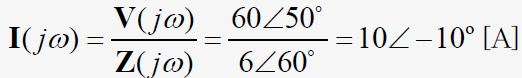 I(jω) = V(jω)/Z(jω) = 60∠50°/6∠60° = 10∠−10° [A]